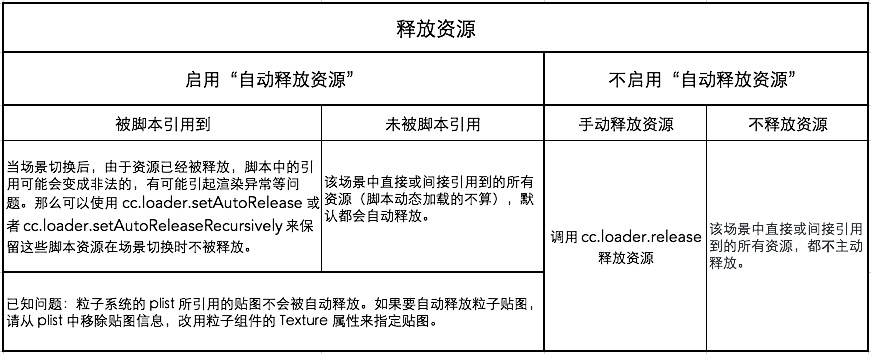 释放资源
启用“自动释放资源”
不启用“自动释放资源”
被脚本引用到
未被脚本引用
手动释放资源
不释放资源
当场景切换后，由于资源已经被释放，脚本中的引
用可能会变成非法的，有可能引起渲染异常等问
题。那么可以使用 cc.loader.setAutoRelease 或
者 cc.loader.setAutoReleaseRecursively 来保
留这些脚本资源在场景切换时不被释放。
该场景中直接或间接引用到的所有
资源（脚本动态加载的不算），默
认都会自动释放。
调用 cc.loader.release
释放资源
该场景中直接或间接引用
到的所有资源，都不主动
释放。
已知问题：粒子系统的 plist 所引用的贴图不会被自动释放。如果要自动释放粒子贴图，
请从 plist 中移除贴图信息，改用粒子组件的 Texture 属性来指定贴图。